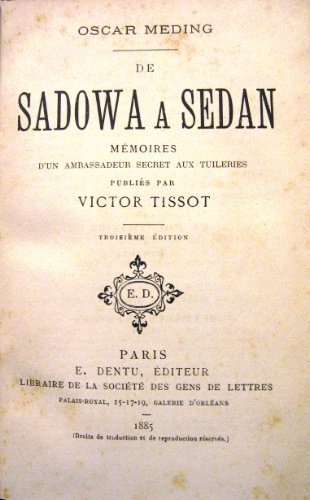 OSCAR MEDING
DE
SADOWA A SEDAN
MÉMOIRES
D'UN AMBASSADEUR SECRET AUX TUILERIES
PUBLIÉS PAR
VICTOR TISSOT
TROISIÈME ÉDITION
E. D.
PARIS
E. DENTU, ÉDITEUR
LIBRAIRE DE LA SOCIÉTÉ DES GENS DE LETTRES
PALAIS-ROYAL, 15-17-19, GALERIE D'ORLÉANS
1885
(Droits de traduction et de reproduction réservés.)